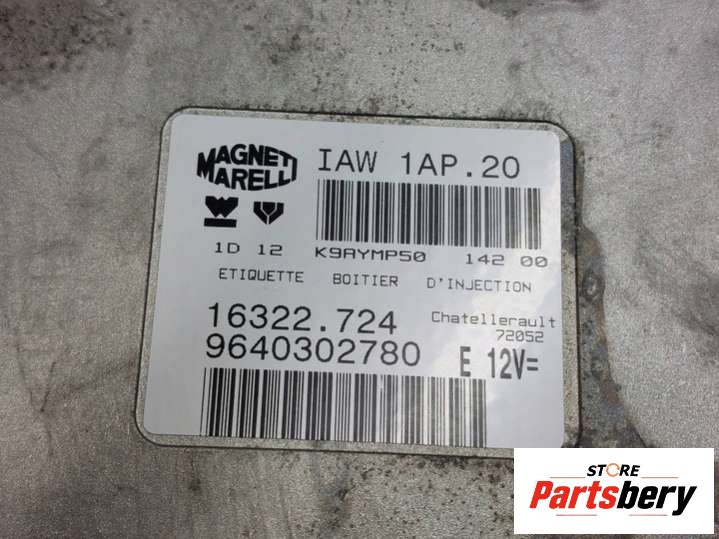 MAGNETI
MARELLI
IAW 1AP.20
1D 12 K9AYMP50 142 00
ETIQUETTE BOITIER D'INJECTION
16322.724 Chatellerault
72052
9640302780 E 12V=
STORE
Partsbery